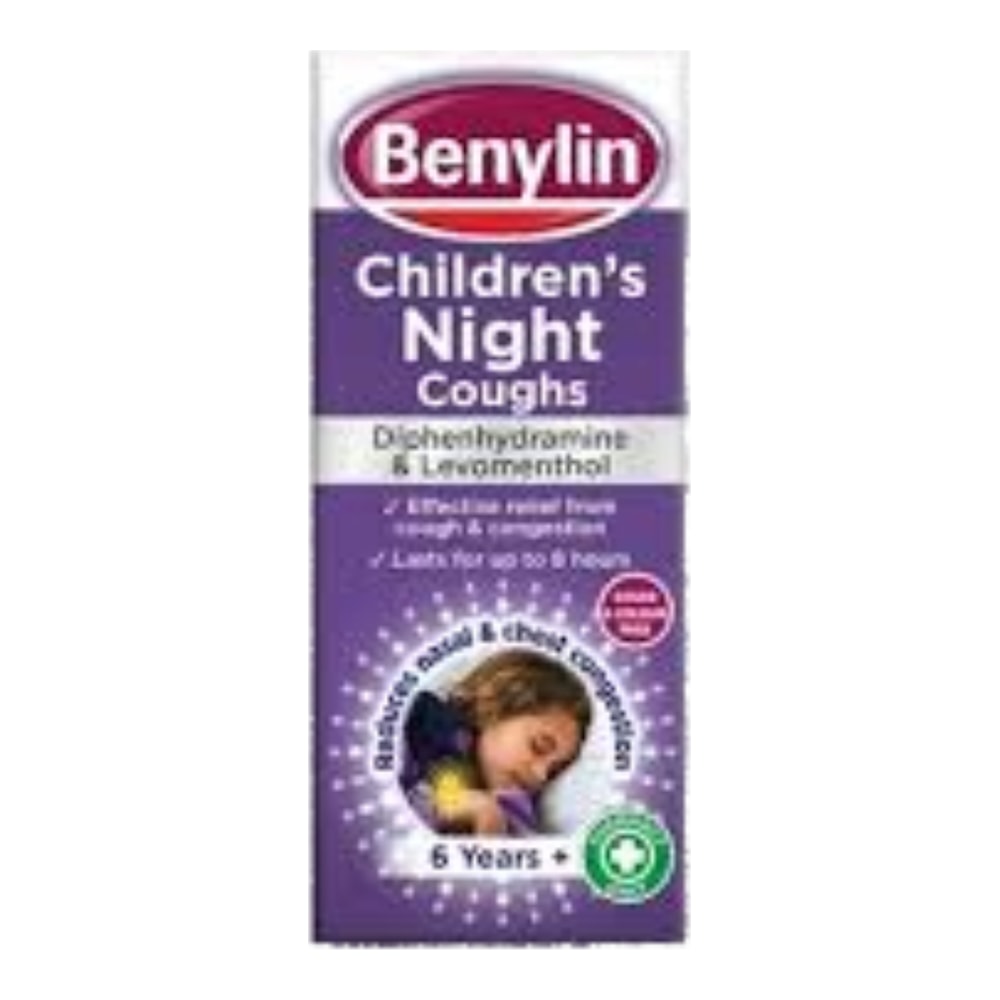 Benylin
Children's
Night
Coughs
Diphenhydramine
& Levomenthol
✓ Effective relief from
cough & congestion
✓ Lasts for up to 8 hours
Reduces nasal & chest congestion
6 Years +